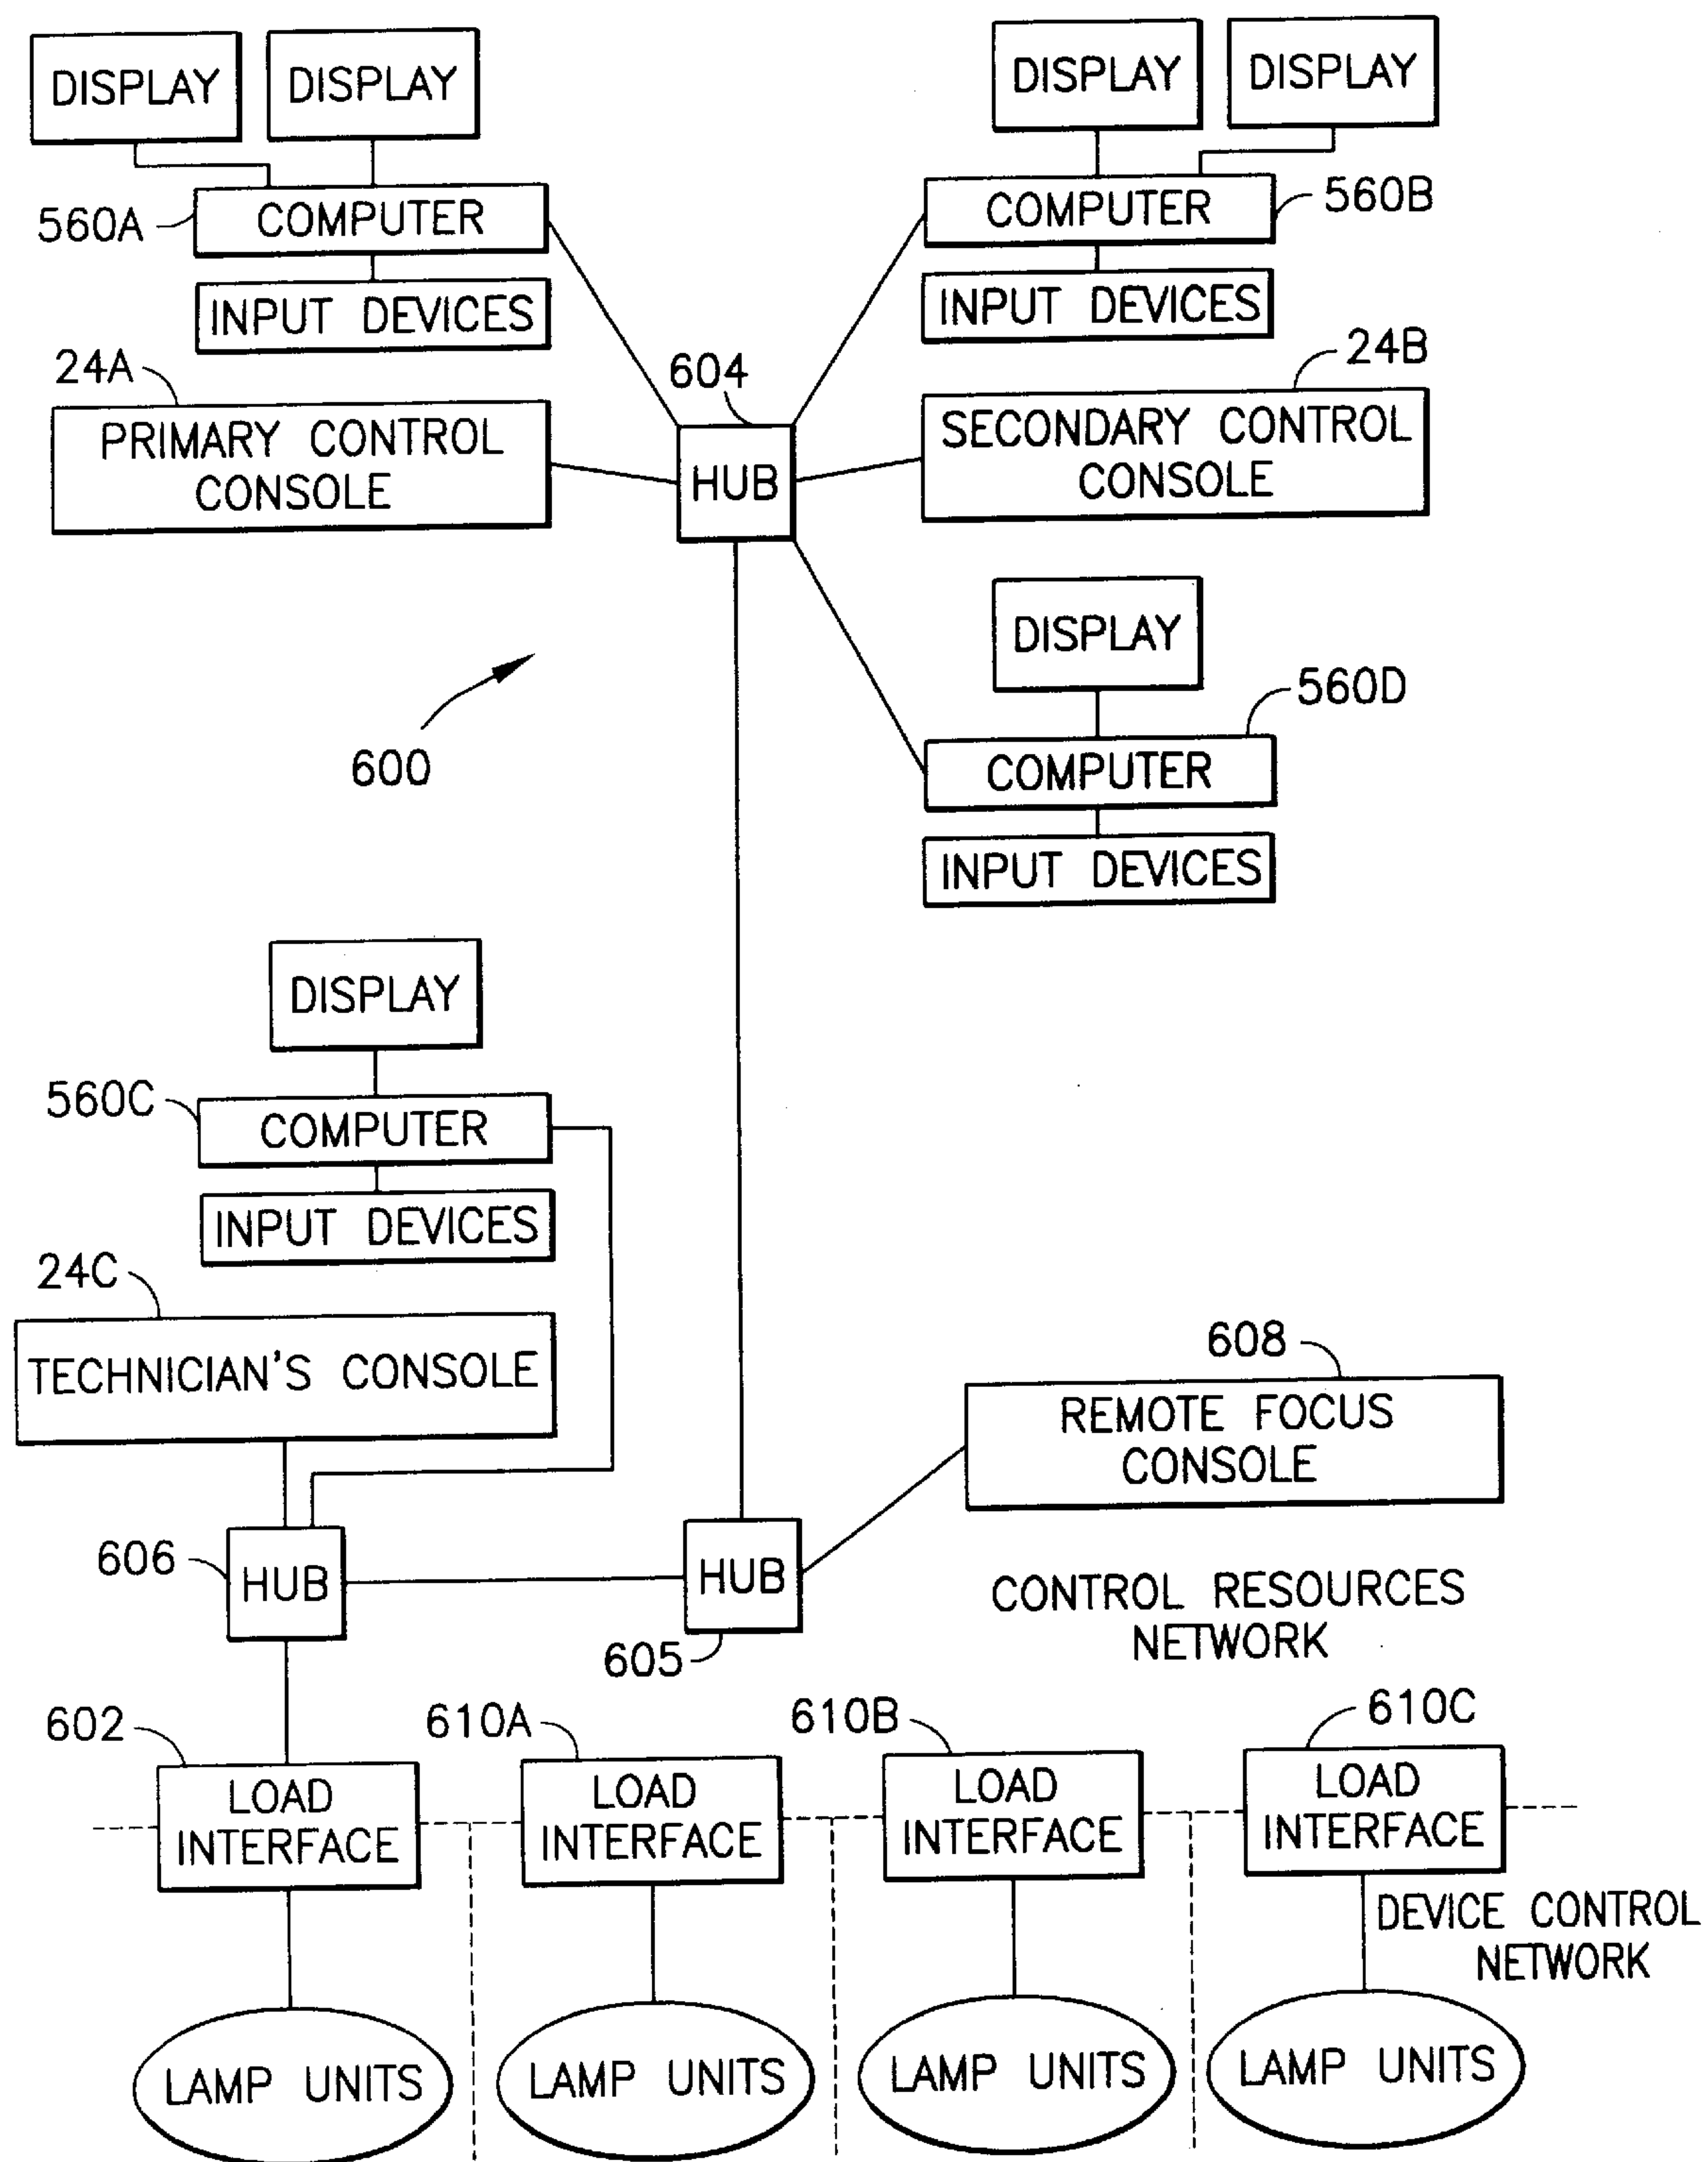 DISPLAY
DISPLAY
560A
COMPUTER
INPUT DEVICES
24A
PRIMARY CONTROL
CONSOLE
604
HUB
DISPLAY
DISPLAY
COMPUTER
560B
INPUT DEVICES
24B
SECONDARY CONTROL
CONSOLE
DISPLAY
560D
COMPUTER
INPUT DEVICES
600
DISPLAY
560C
COMPUTER
INPUT DEVICES
24C
TECHNICIAN'S CONSOLE
606
HUB
HUB
605
608
REMOTE FOCUS
CONSOLE
CONTROL RESOURCES
NETWORK
602
LOAD
INTERFACE
610A
LOAD
INTERFACE
610B
LOAD
INTERFACE
610C
LOAD
INTERFACE
DEVICE CONTROL
NETWORK
LAMP UNITS
LAMP UNITS
LAMP UNITS
LAMP UNITS